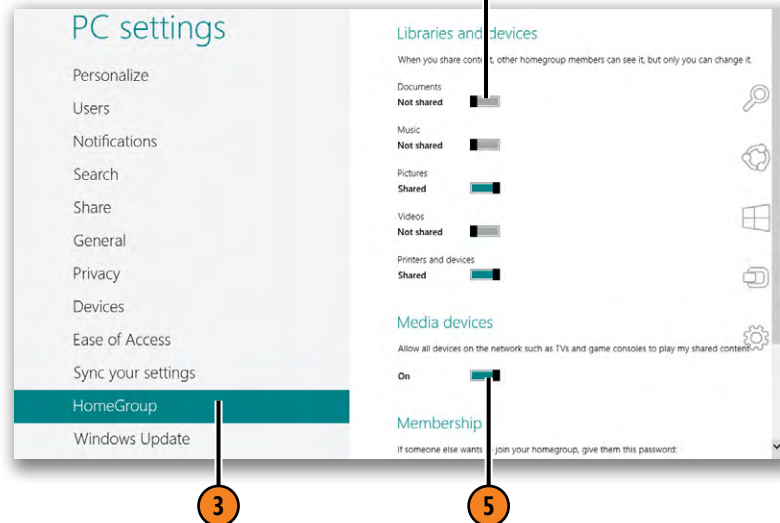 PC settings
Personalize
Users
Notifications
Search
Share
General
Privacy
Devices
Ease of Access
Sync your settings
HomeGroup
Windows Update
Libraries and devices
When you share content, other homegroup members can see it, but only you can change it.
Documents
Not shared
Music
Not shared
Pictures
Shared
Videos
Not shared
Printers and devices
Shared
Media devices
Allow all devices on the network such as TVs and game consoles to play my shared content
On
Membership
If someone else wants to join your homegroup, give them this password:
3
5